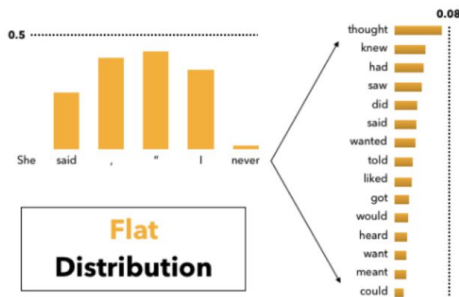 0.5
She said , “ I never
Flat
Distribution
0.08
thought
knew
had
saw
did
said
wanted
told
liked
got
would
heard
want
meant
could